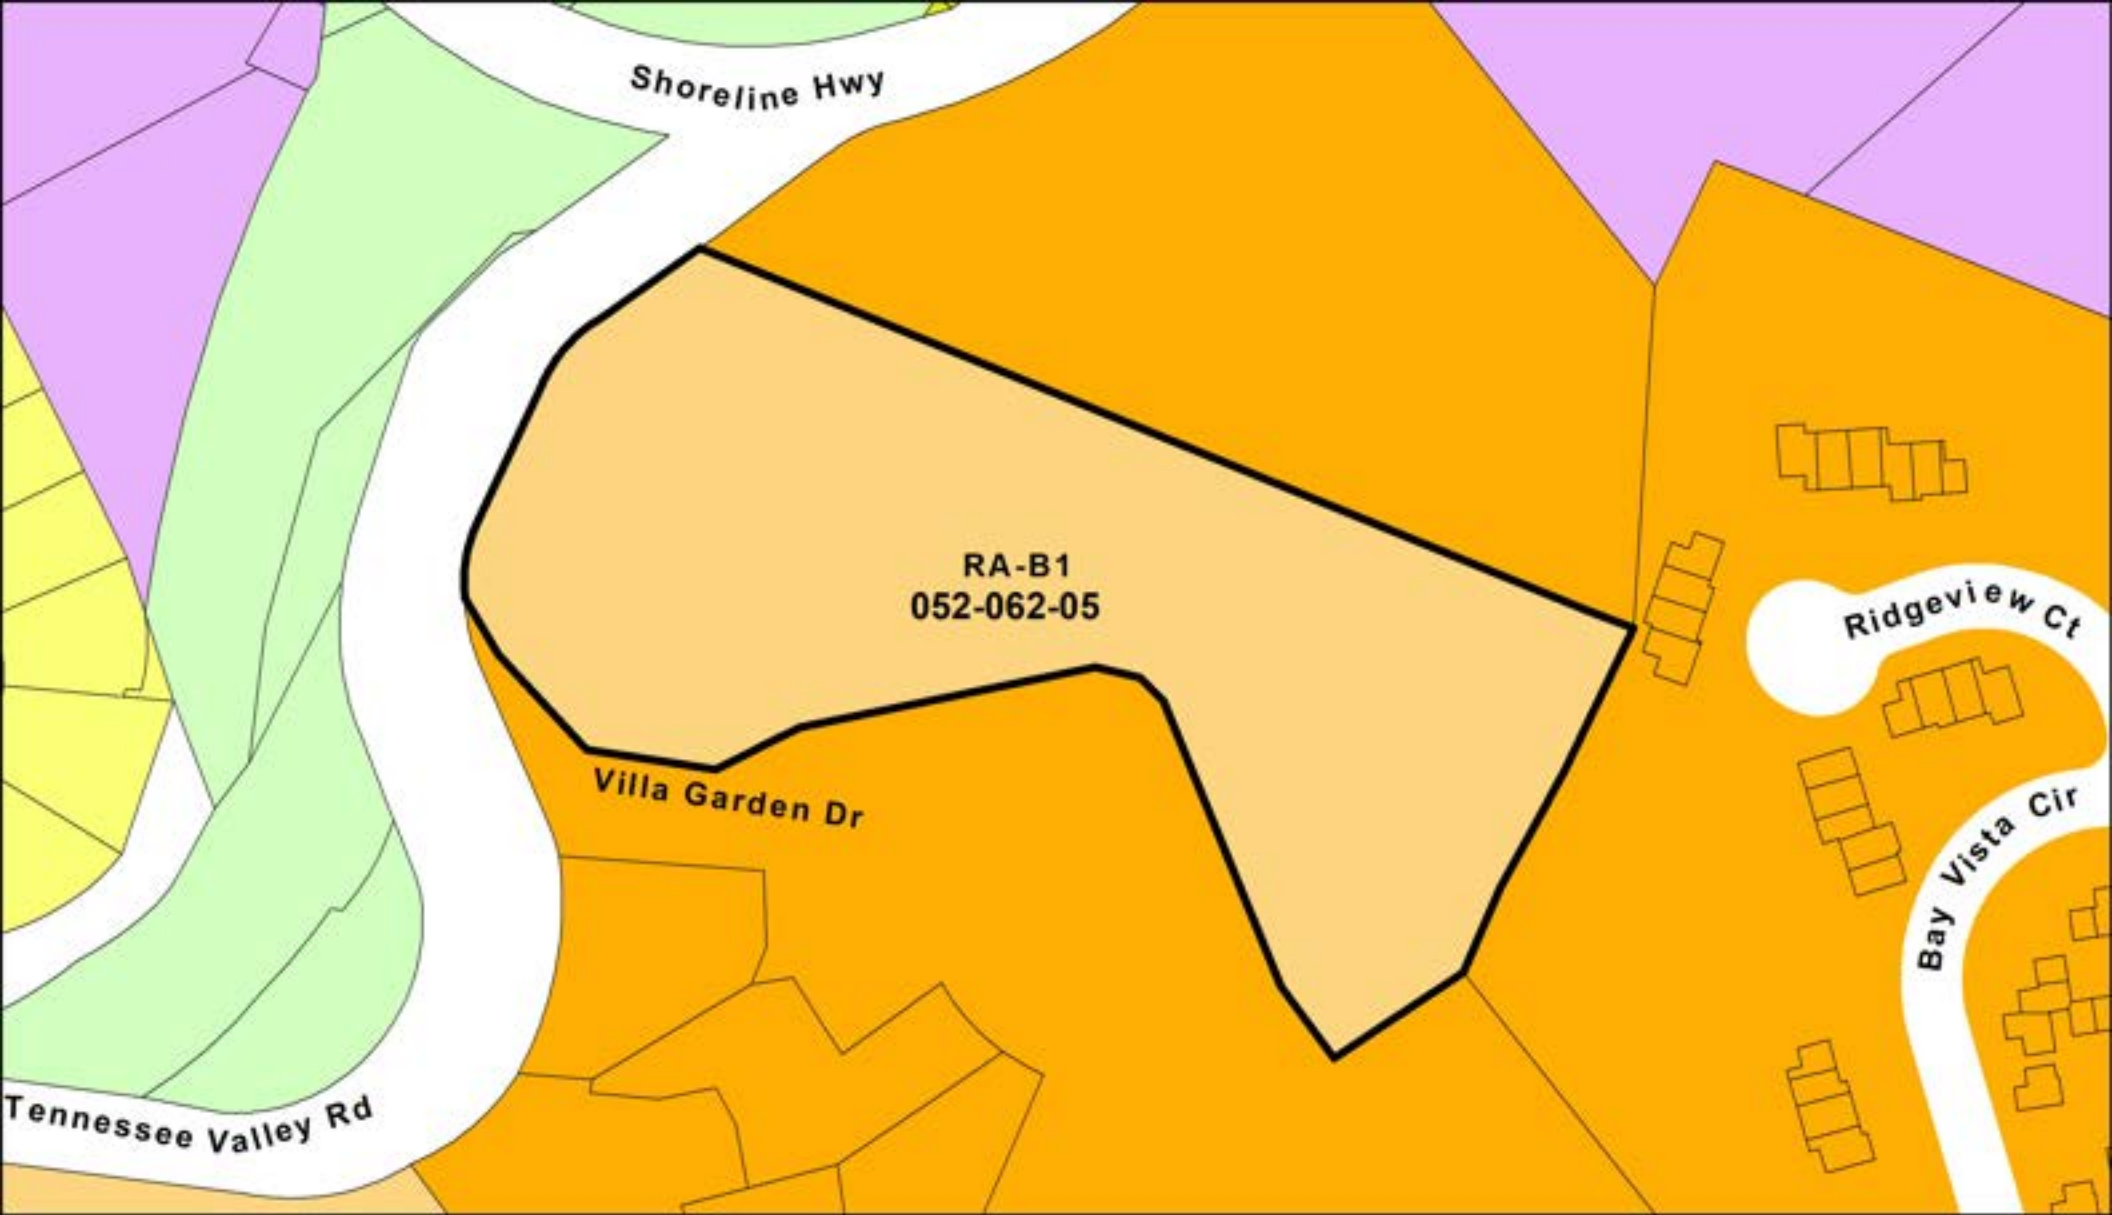 Shoreline Hwy
RA-B1
052-062-05
Ridgeview Ct
Villa Garden Dr
Bay Vista Cir
Tennessee Valley Rd